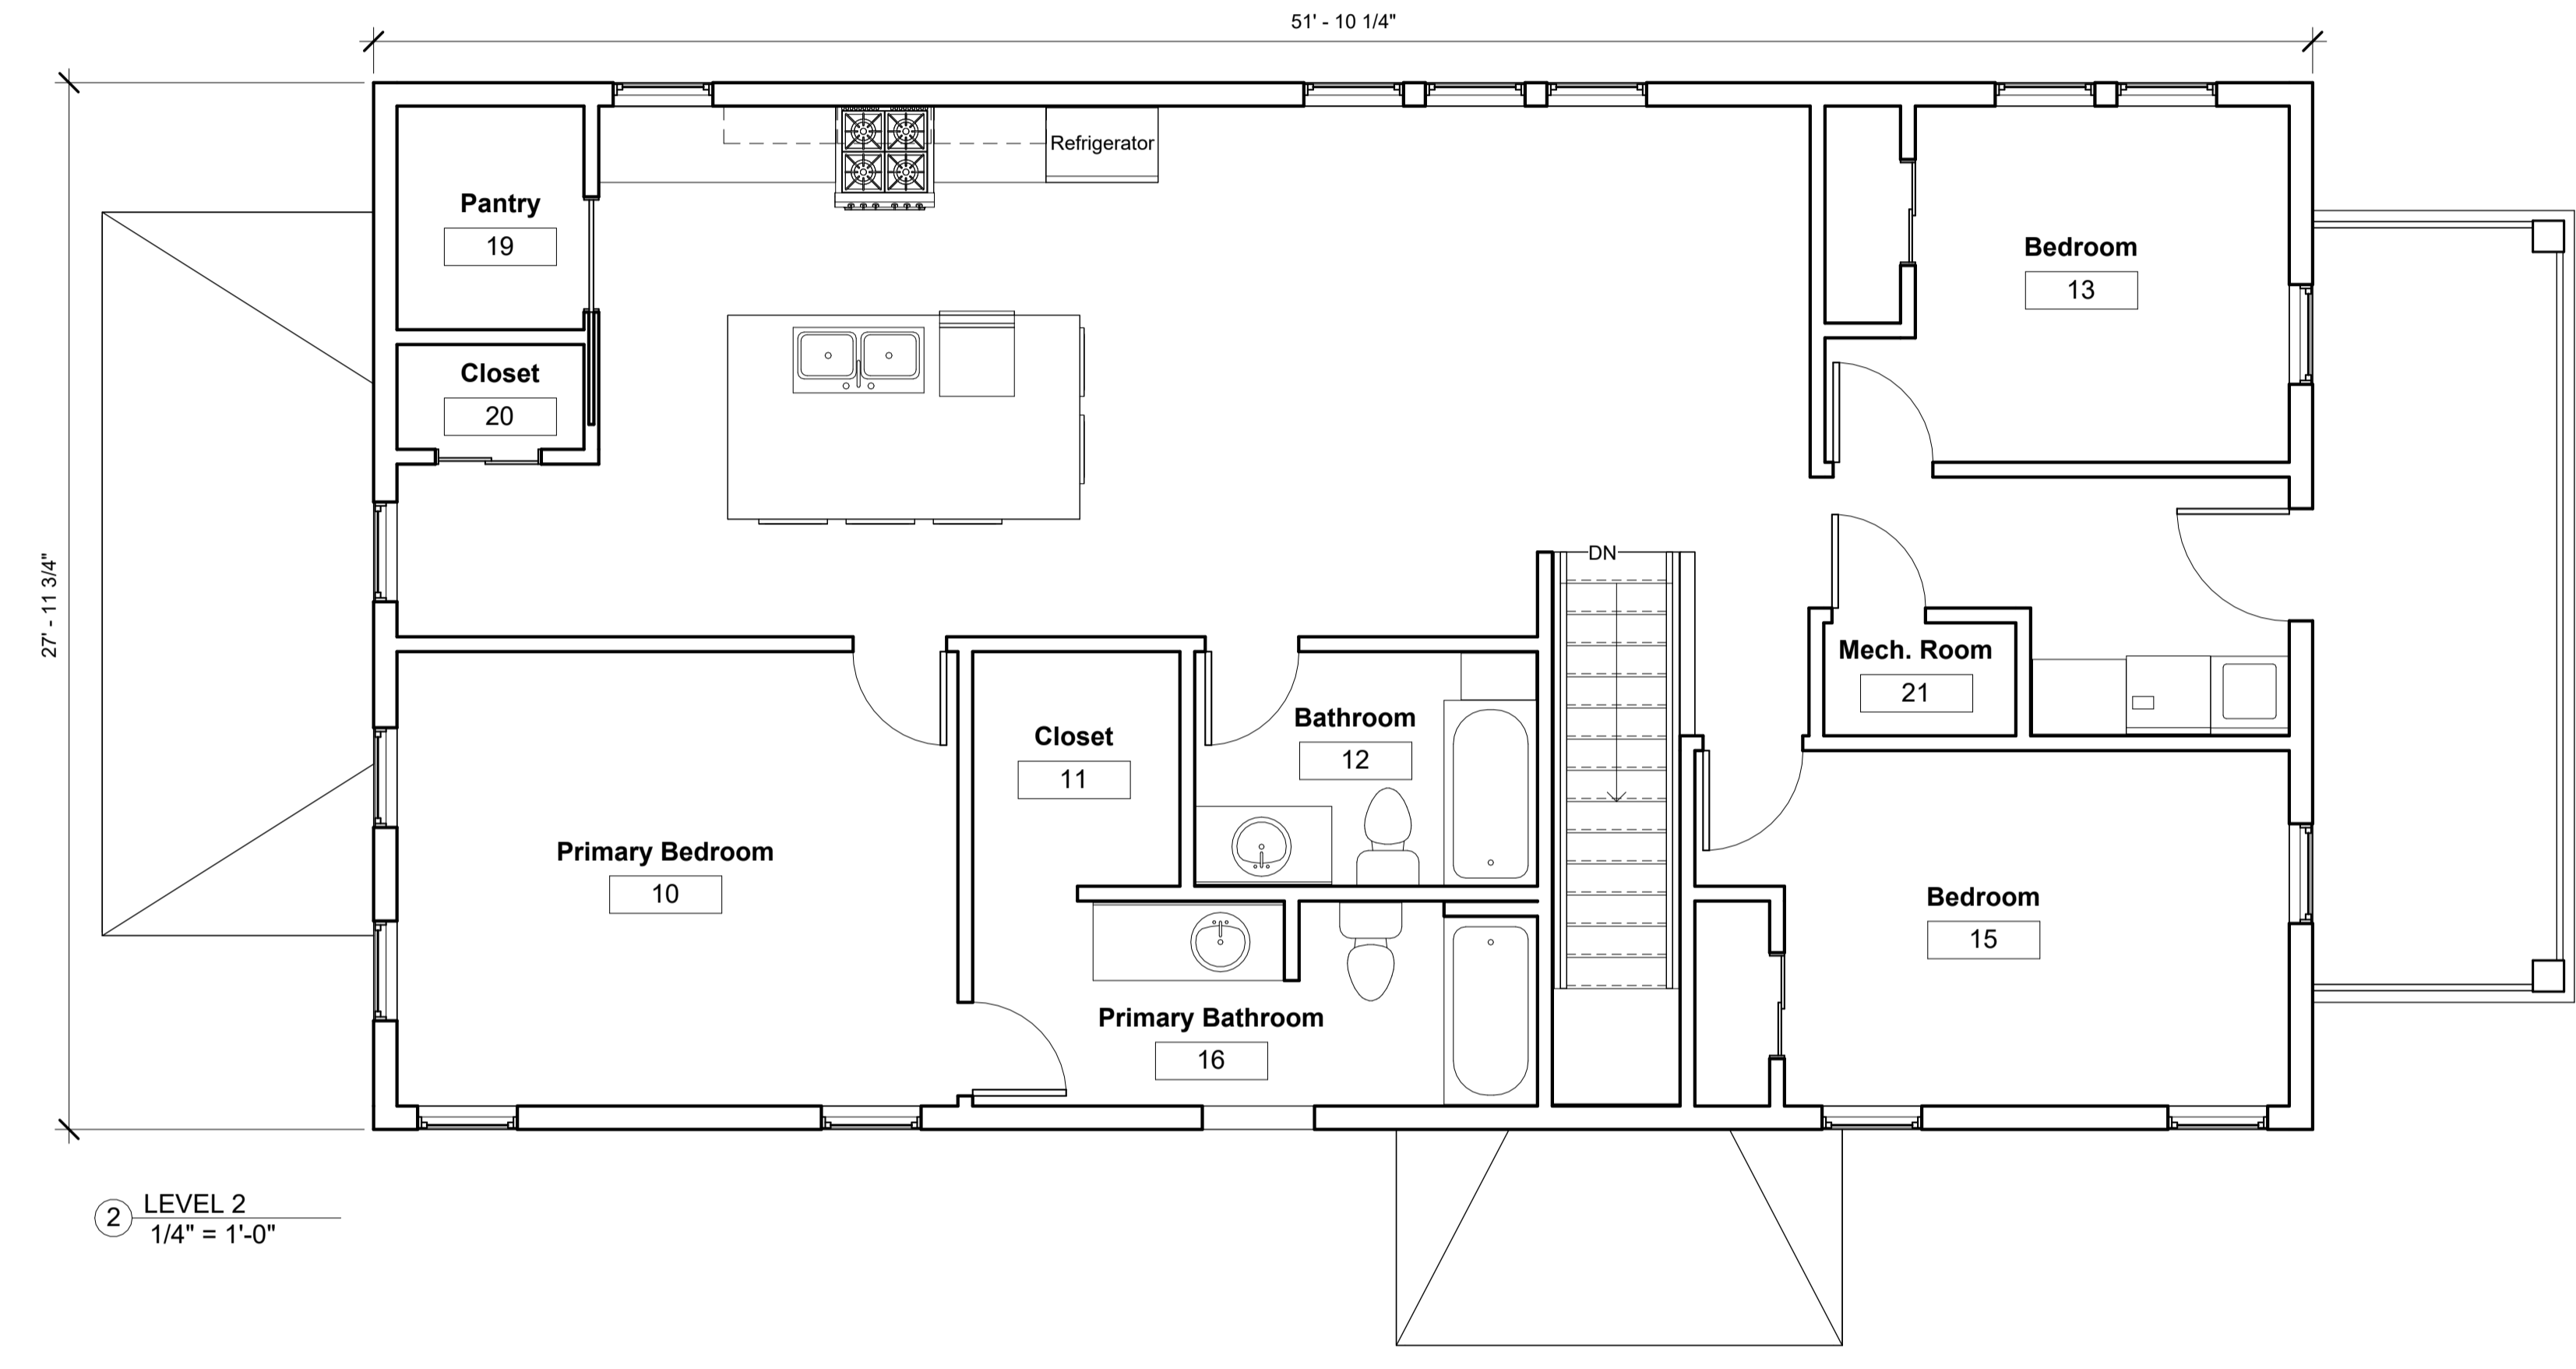 51' - 10 1/4"
27' - 11 3/4"
Refrigerator
Pantry
19
Bedroom
13
Closet
20
DN
Mech. Room
21
Bathroom
12
Closet
11
Primary Bedroom
10
Bedroom
15
Primary Bathroom
16
2
LEVEL 2
1/4" = 1'-0"